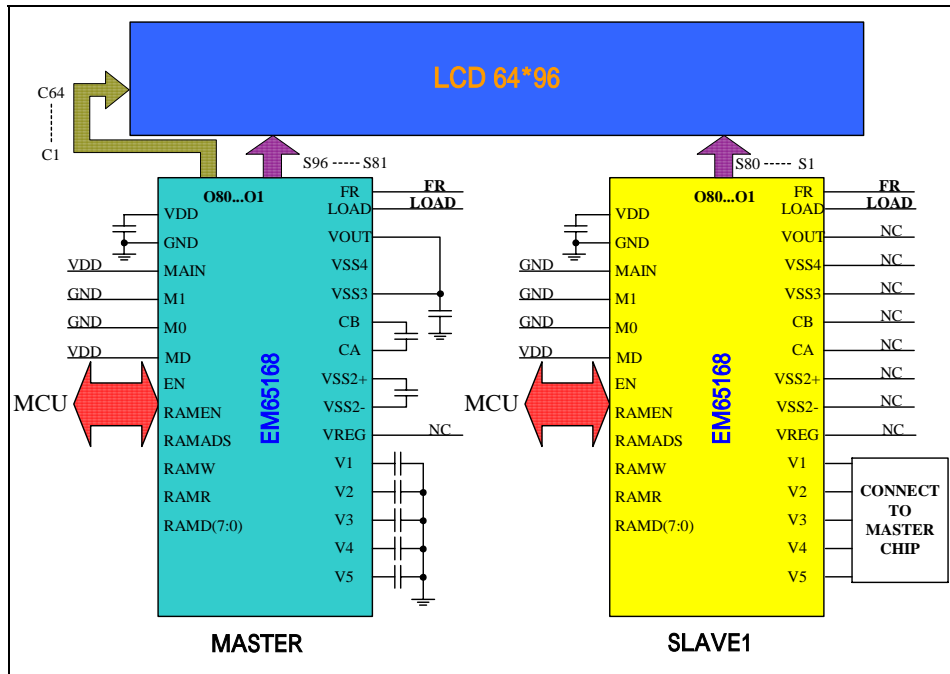 LCD 64*96
C64
C1
S96 ----- S81
S80 ----- S1
O80...O1
VDD
GND
VDD
MAIN
GND
M1
GND
M0
VDD
MD
MCU
EN
RAMEN
RAMADS
RAMW
RAMR
RAMD(7:0)
EM65168
FR
FR
LOAD
LOAD
VOUT
VSS4
VSS3
CB
CA
VSS2+
VSS2-
VREG
NC
V1
V2
V3
V4
V5
MASTER
O80...O1
VDD
GND
GND
MAIN
GND
M1
GND
M0
VDD
MD
MCU
EN
RAMEN
RAMADS
RAMW
RAMR
RAMD(7:0)
EM65168
FR
FR
LOAD
LOAD
VOUT
NC
VSS4
NC
VSS3
NC
CB
NC
CA
NC
VSS2+
NC
VSS2-
NC
VREG
NC
V1
V2
V3
V4
V5
CONNECT
TO
MASTER
CHIP
SLAVE1